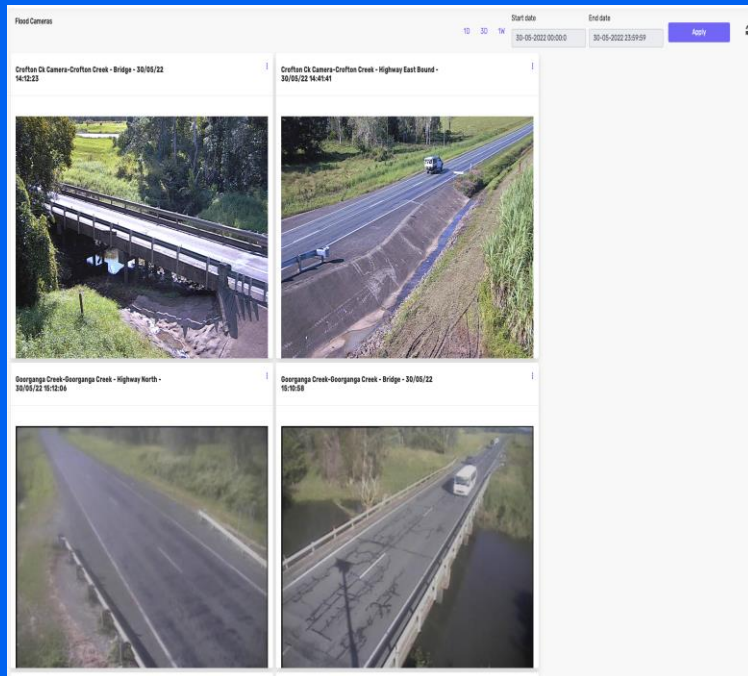 Flood Cameras
Start date
End date
1D 3D 1W
30-05-2022 00:00:0
30-05-2022 23:59:59
Apply
Crofton Ck Camera-Crofton Creek - Bridge - 30/05/22
14:12:23
Crofton Ck Camera-Crofton Creek - Highway East Bound -
30/05/22 14:41:41
Goorganga Creek-Goorganga Creek - Highway North -
30/05/22 15:12:06
Goorganga Creek-Goorganga Creek - Bridge - 30/05/22
15:10:58